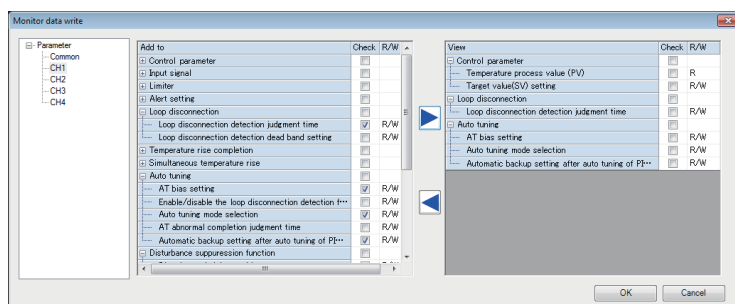 Monitor data write
Parameter
Common
CH1
CH2
CH3
CH4
Add to Check R/W
Control parameter
Input signal
Limiter
Alert setting
Loop disconnection
Loop disconnection detection judgment time R/W
Loop disconnection detection dead band setting R/W
Temperature rise completion
Simultaneous temperature rise
Auto tuning
AT bias setting R/W
Enable/disable the loop disconnection detection f··· R/W
Auto tuning mode selection R/W
AT abnormal completion judgment time R/W
Automatic backup setting after auto tuning of PI··· R/W
Disturbance suppuression function
View Check R/W
Control parameter
Temperature process value (PV) R
Target value(SV) setting R/W
Loop disconnection
Loop disconnection detection judgment time R/W
Auto tuning
AT bias setting R/W
Auto tuning mode selection R/W
Automatic backup setting after auto tuning of PI··· R/W
OK Cancel